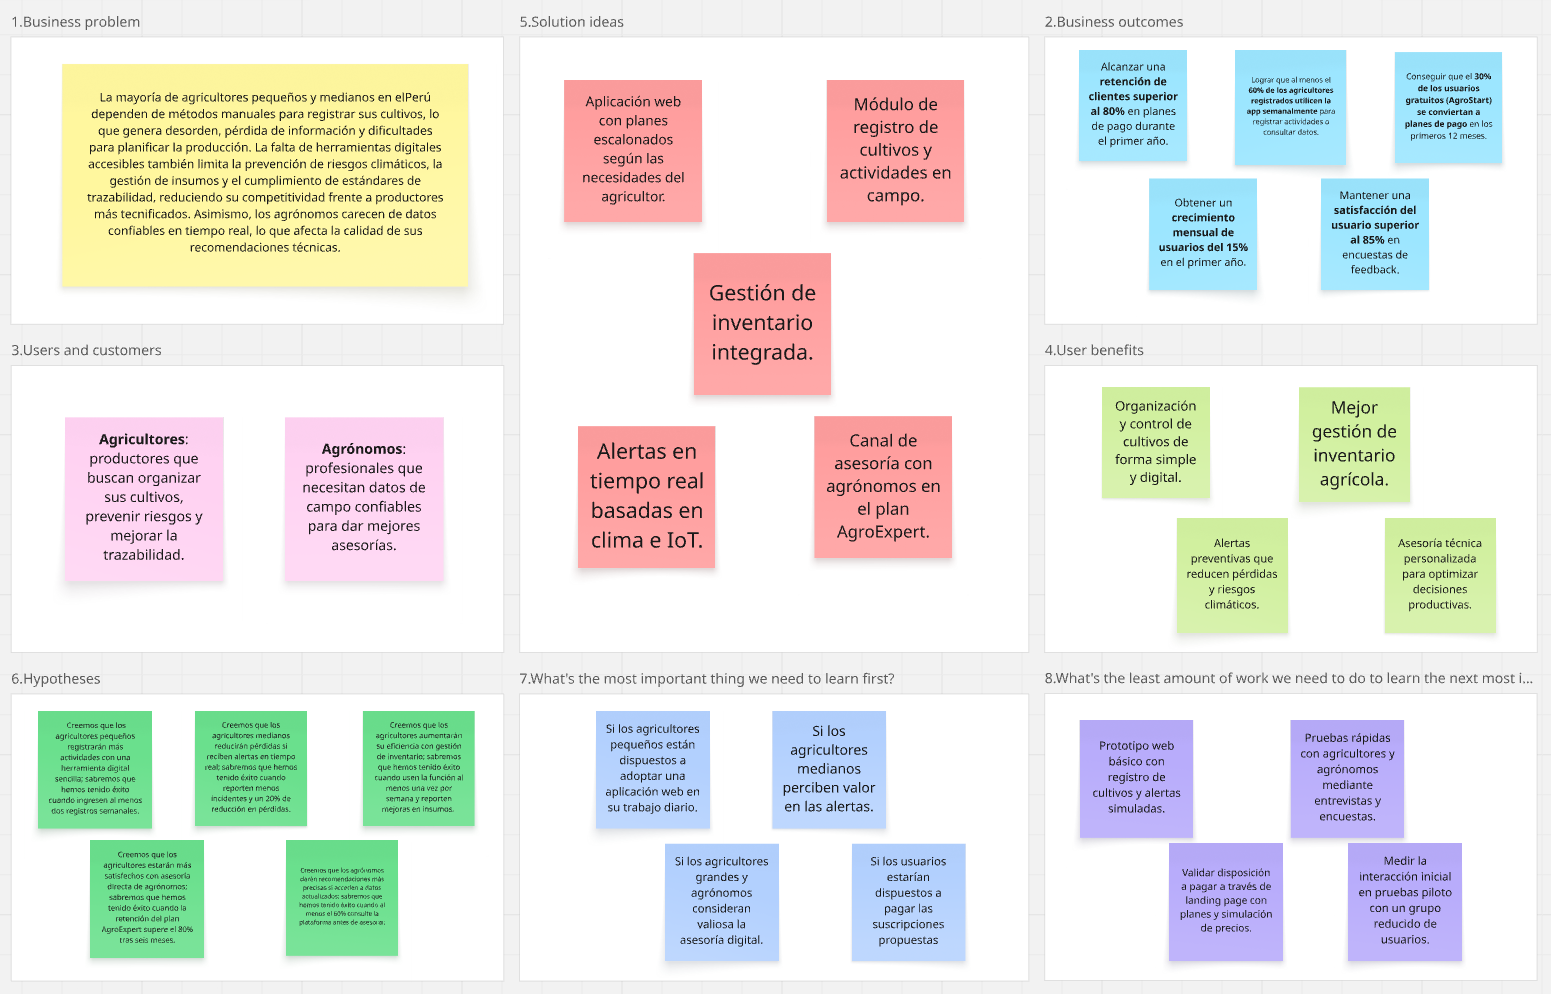 1.Business problem
La mayoría de agricultores pequeños y medianos en elPerú
dependen de métodos manuales para registrar sus cultivos, lo
que genera desorden, pérdida de información y dificultades
para planificar la producción. La falta de herramientas digitales
accesibles también limita la prevención de riesgos climáticos, la
gestión de insumos y el cumplimiento de estándares de
trazabilidad, reduciendo su competitividad frente a productores
más tecnificados. Asimismo, los agrónomos carecen de datos
confiables en tiempo real, lo que afecta la calidad de sus
recomendaciones técnicas.
5.Solution ideas
Aplicación web
con planes
escalonados
según las
necesidades del
agricultor.
Módulo de
registro de
cultivos y
actividades en
campo.
Gestión de
inventario
integrada.
Alertas en
tiempo real
basadas en
clima e IoT.
Canal de
asesoría con
agrónomos en
el plan
AgroExpert.
2.Business outcomes
Alcanzar una
retención de
clientes superior
al 80% en planes
de pago durante
el primer año.
Lograr que al menos el
60% de los agricultores
registrados utilicen la
app semanalmente para
registrar actividades o
consultar datos.
Conseguir que el 30%
de los usuarios
gratuitos (AgroStart)
se conviertan a
planes de pago en los
primeros 12 meses.
Obtener un
crecimiento
mensual de
usuarios del 15%
en el primer año.
Mantener una
satisfacción del
usuario superior
al 85% en
encuestas de
feedback.
3.Users and customers
Agricultores:
productores que
buscan organizar
sus cultivos,
prevenir riesgos y
mejorar la
trazabilidad.
Agrónomos:
profesionales que
necesitan datos de
campo confiables
para dar mejores
asesorías.
4.User benefits
Organización
y control de
cultivos de
forma simple
y digital.
Mejor
gestión de
inventario
agrícola.
Alertas
preventivas que
reducen pérdidas
y riesgos
climáticos.
Asesoría técnica
personalizada
para optimizar
decisiones
productivas.
6.Hypotheses
Creemos que los
agricultores pequeños
registrarán más
actividades con una
herramienta digital
sencilla; sabremos que
hemos tenido éxito
cuando ingresen al menos
dos registros semanales.
Creemos que los
agricultores medianos
reducirán pérdidas si
reciben alertas en tiempo
real; sabremos que hemos
tenido éxito cuando
reporten menos
incidentes y un 20% de
reducción en pérdidas.
Creemos que los
agricultores aumentarán
su eficiencia con gestión
de inventario; sabremos
que hemos tenido éxito
cuando usen la función al
menos una vez por
semana y reporten
mejoras en insumos.
Creemos que los
agricultores estarán más
satisfechos con asesoría
directa de agrónomos;
sabremos que hemos
tenido éxito cuando la
retención del plan
AgroExpert supere el 80%
tras seis meses.
Creemos que los agrónomos
darán recomendaciones más
precisas si acceden a datos
actualizados; sabremos que
hemos tenido éxito cuando al
menos el 60% consulte la
plataforma antes de asesorar.
7.What's the most important thing we need to learn first?
Si los agricultores
pequeños están
dispuestos a
adoptar una
aplicación web en
su trabajo diario.
Si los
agricultores
medianos
perciben valor
en las alertas.
Si los agricultores
grandes y
agrónomos
consideran
valiosa la
asesoría digital.
Si los usuarios
estarían
dispuestos a
pagar las
suscripciones
propuestas
8.What's the least amount of work we need to do to learn the next most i...
Prototipo web
básico con
registro de
cultivos y alertas
simuladas.
Pruebas rápidas
con agricultores y
agrónomos
mediante
entrevistas y
encuestas.
Validar disposición
a pagar a través de
landing page con
planes y simulación
de precios.
Medir la
interacción inicial
en pruebas piloto
con un grupo
reducido de
usuarios.